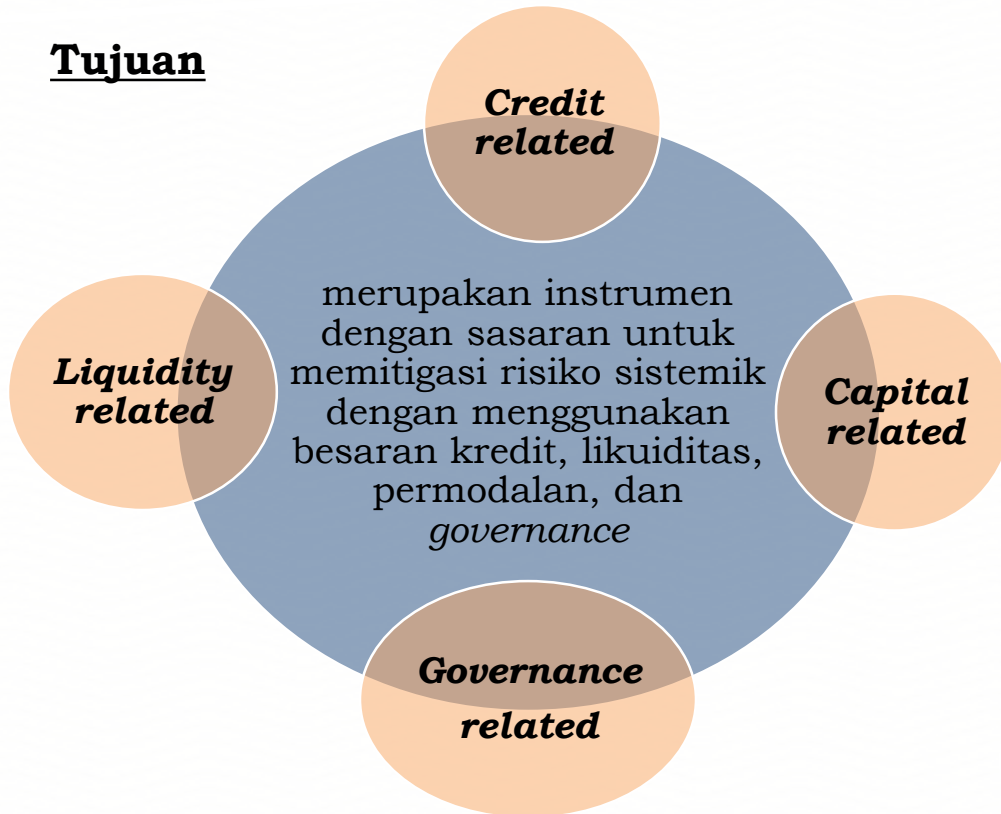 Tujuan
Credit
related
merupakan instrumen
dengan sasaran untuk
memitigasi risiko sistemik
dengan menggunakan
besaran kredit, likuiditas,
permodalan, dan
governance
Liquidity
related
Capital
related
Governance
related